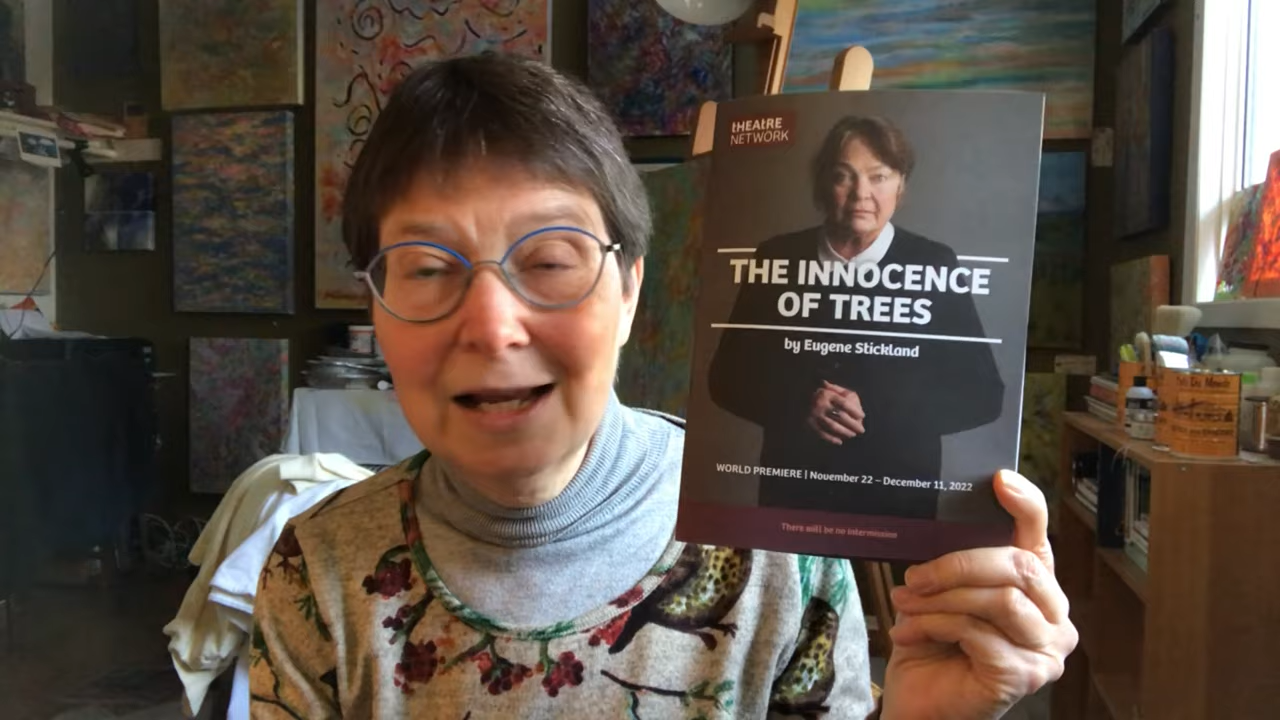 tHEAtRE
NETWORK
THE INNOCENCE
OF TREES
by Eugene Stickland
WORLD PREMIERE | November 22 – December 11, 2022
There will be no intermission